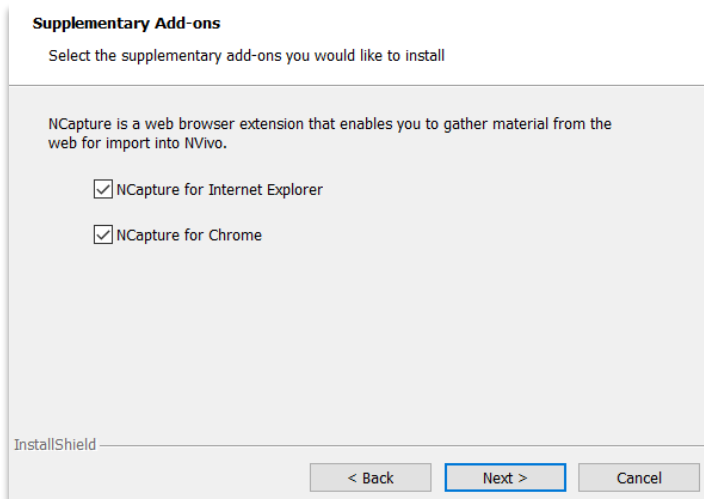 Supplementary Add-ons
Select the supplementary add-ons you would like to install
NCapture is a web browser extension that enables you to gather material from the
web for import into NVivo.
NCapture for Internet Explorer
NCapture for Chrome
InstallShield
< Back
Next >
Cancel